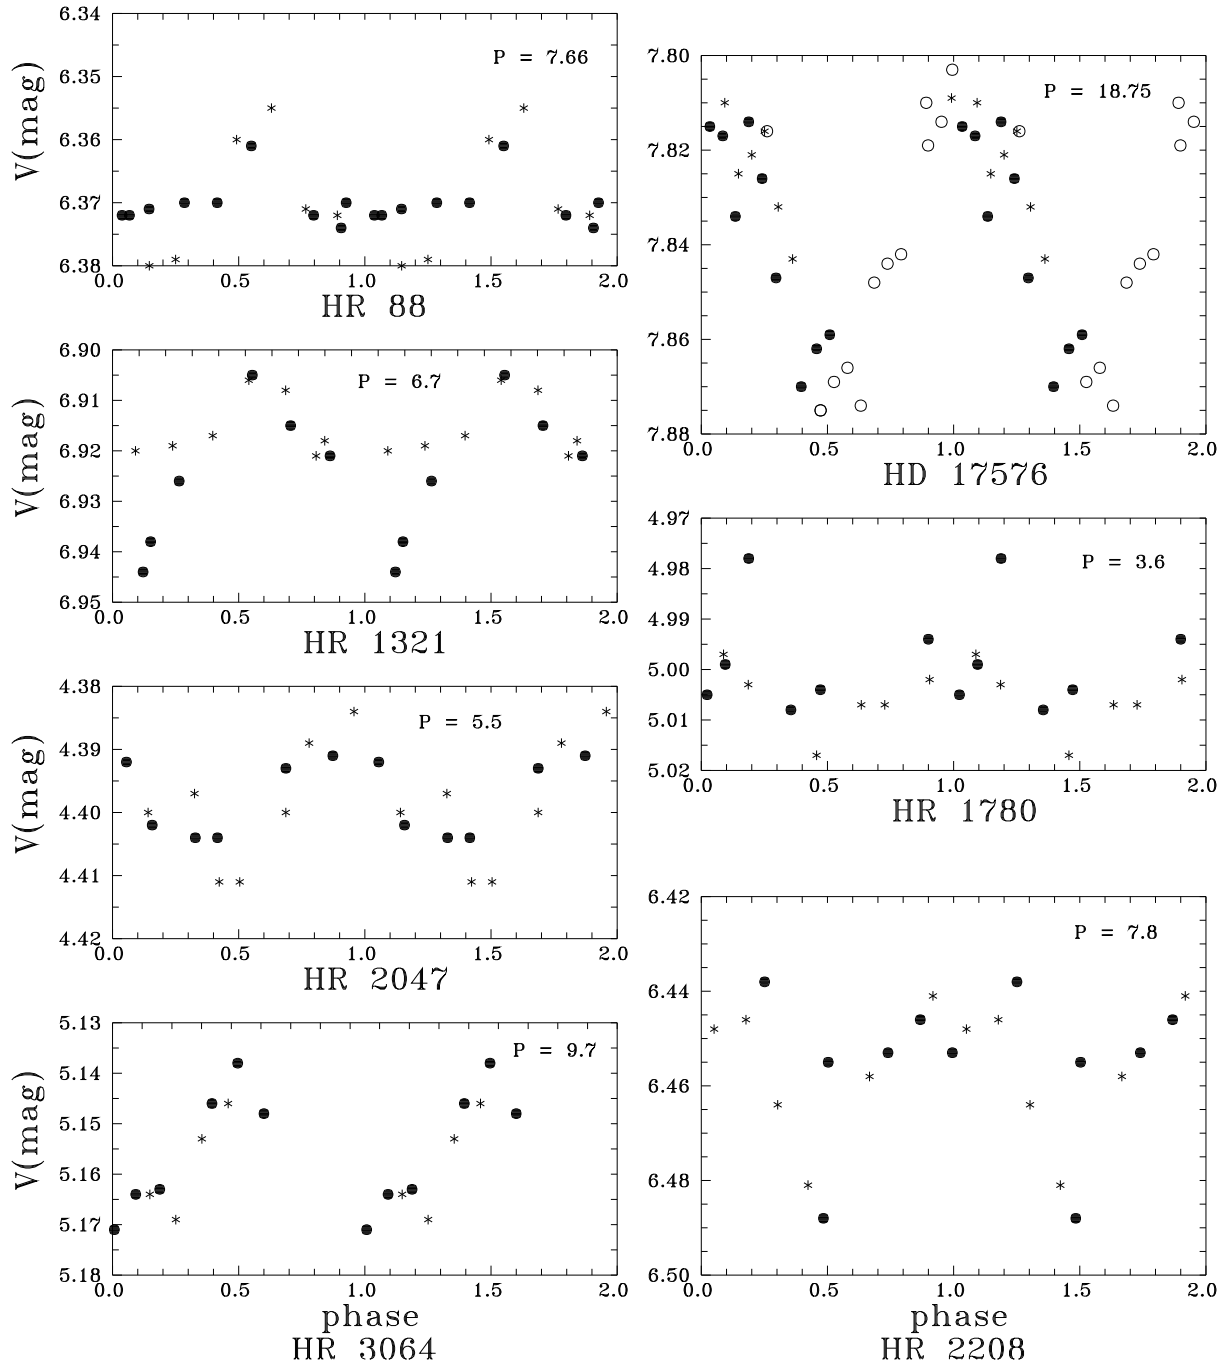 6.34
6.35
6.36
6.37
6.38
V(mag)
P = 7.66
0.0 0.5 1.0 1.5 2.0
HR 88
7.80
7.82
7.84
7.86
7.88
P = 18.75
0.0 0.5 1.0 1.5 2.0
HD 17576
6.90
6.91
6.92
6.93
6.94
6.95
V(mag)
P = 6.7
0.0 0.5 1.0 1.5 2.0
HR 1321
4.97
4.98
4.99
5.00
5.01
5.02
P = 3.6
0.0 0.5 1.0 1.5 2.0
HR 1780
4.38
4.39
4.40
4.41
4.42
V(mag)
P = 5.5
0.0 0.5 1.0 1.5 2.0
HR 2047
6.42
6.44
6.46
6.48
6.50
P = 7.8
0.0 0.5 1.0 1.5 2.0
phase
HR 2208
5.13
5.14
5.15
5.16
5.17
5.18
V(mag)
P = 9.7
0.0 0.5 1.0 1.5 2.0
phase
HR 3064